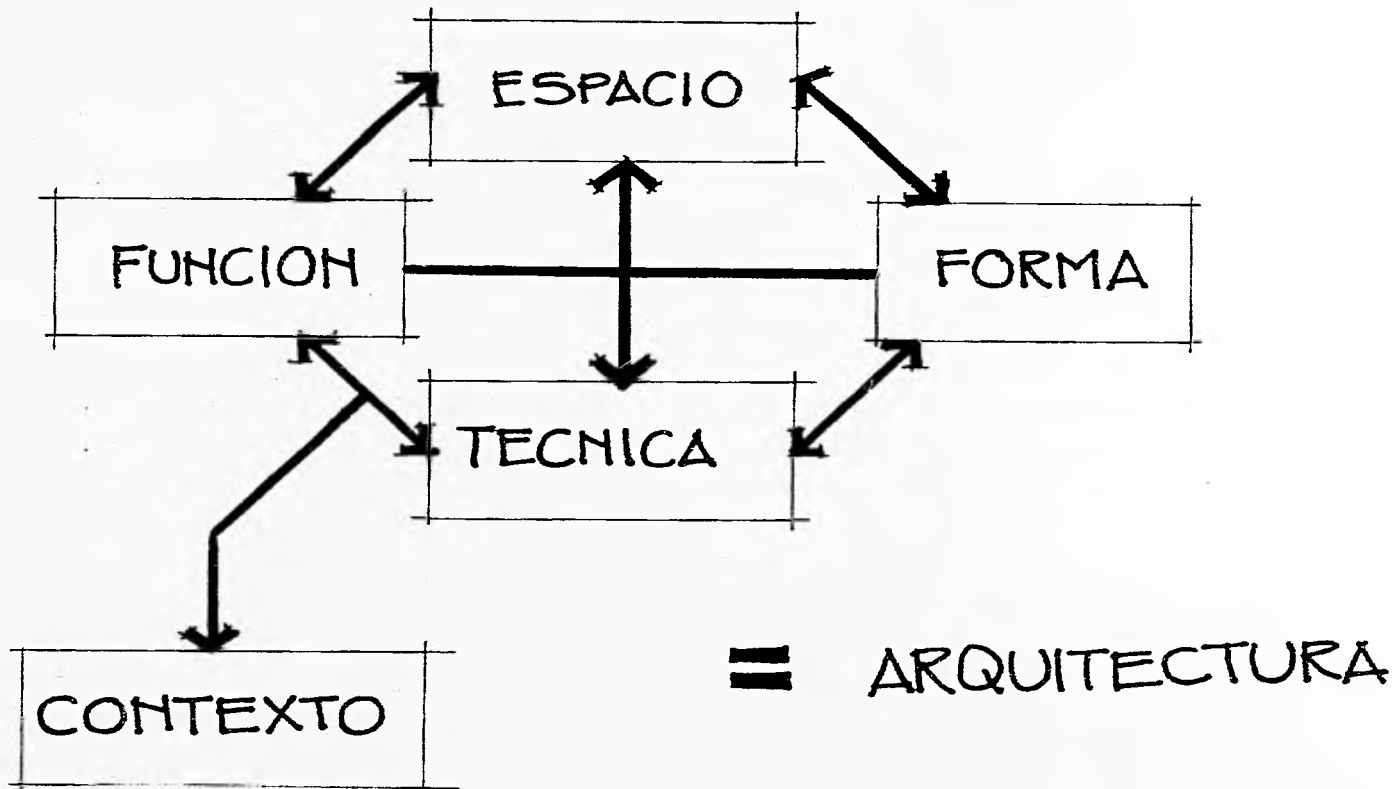 ESPACIO
FUNCION
FORMA
TECNICA
CONTEXTO
= ARQUITECTURA